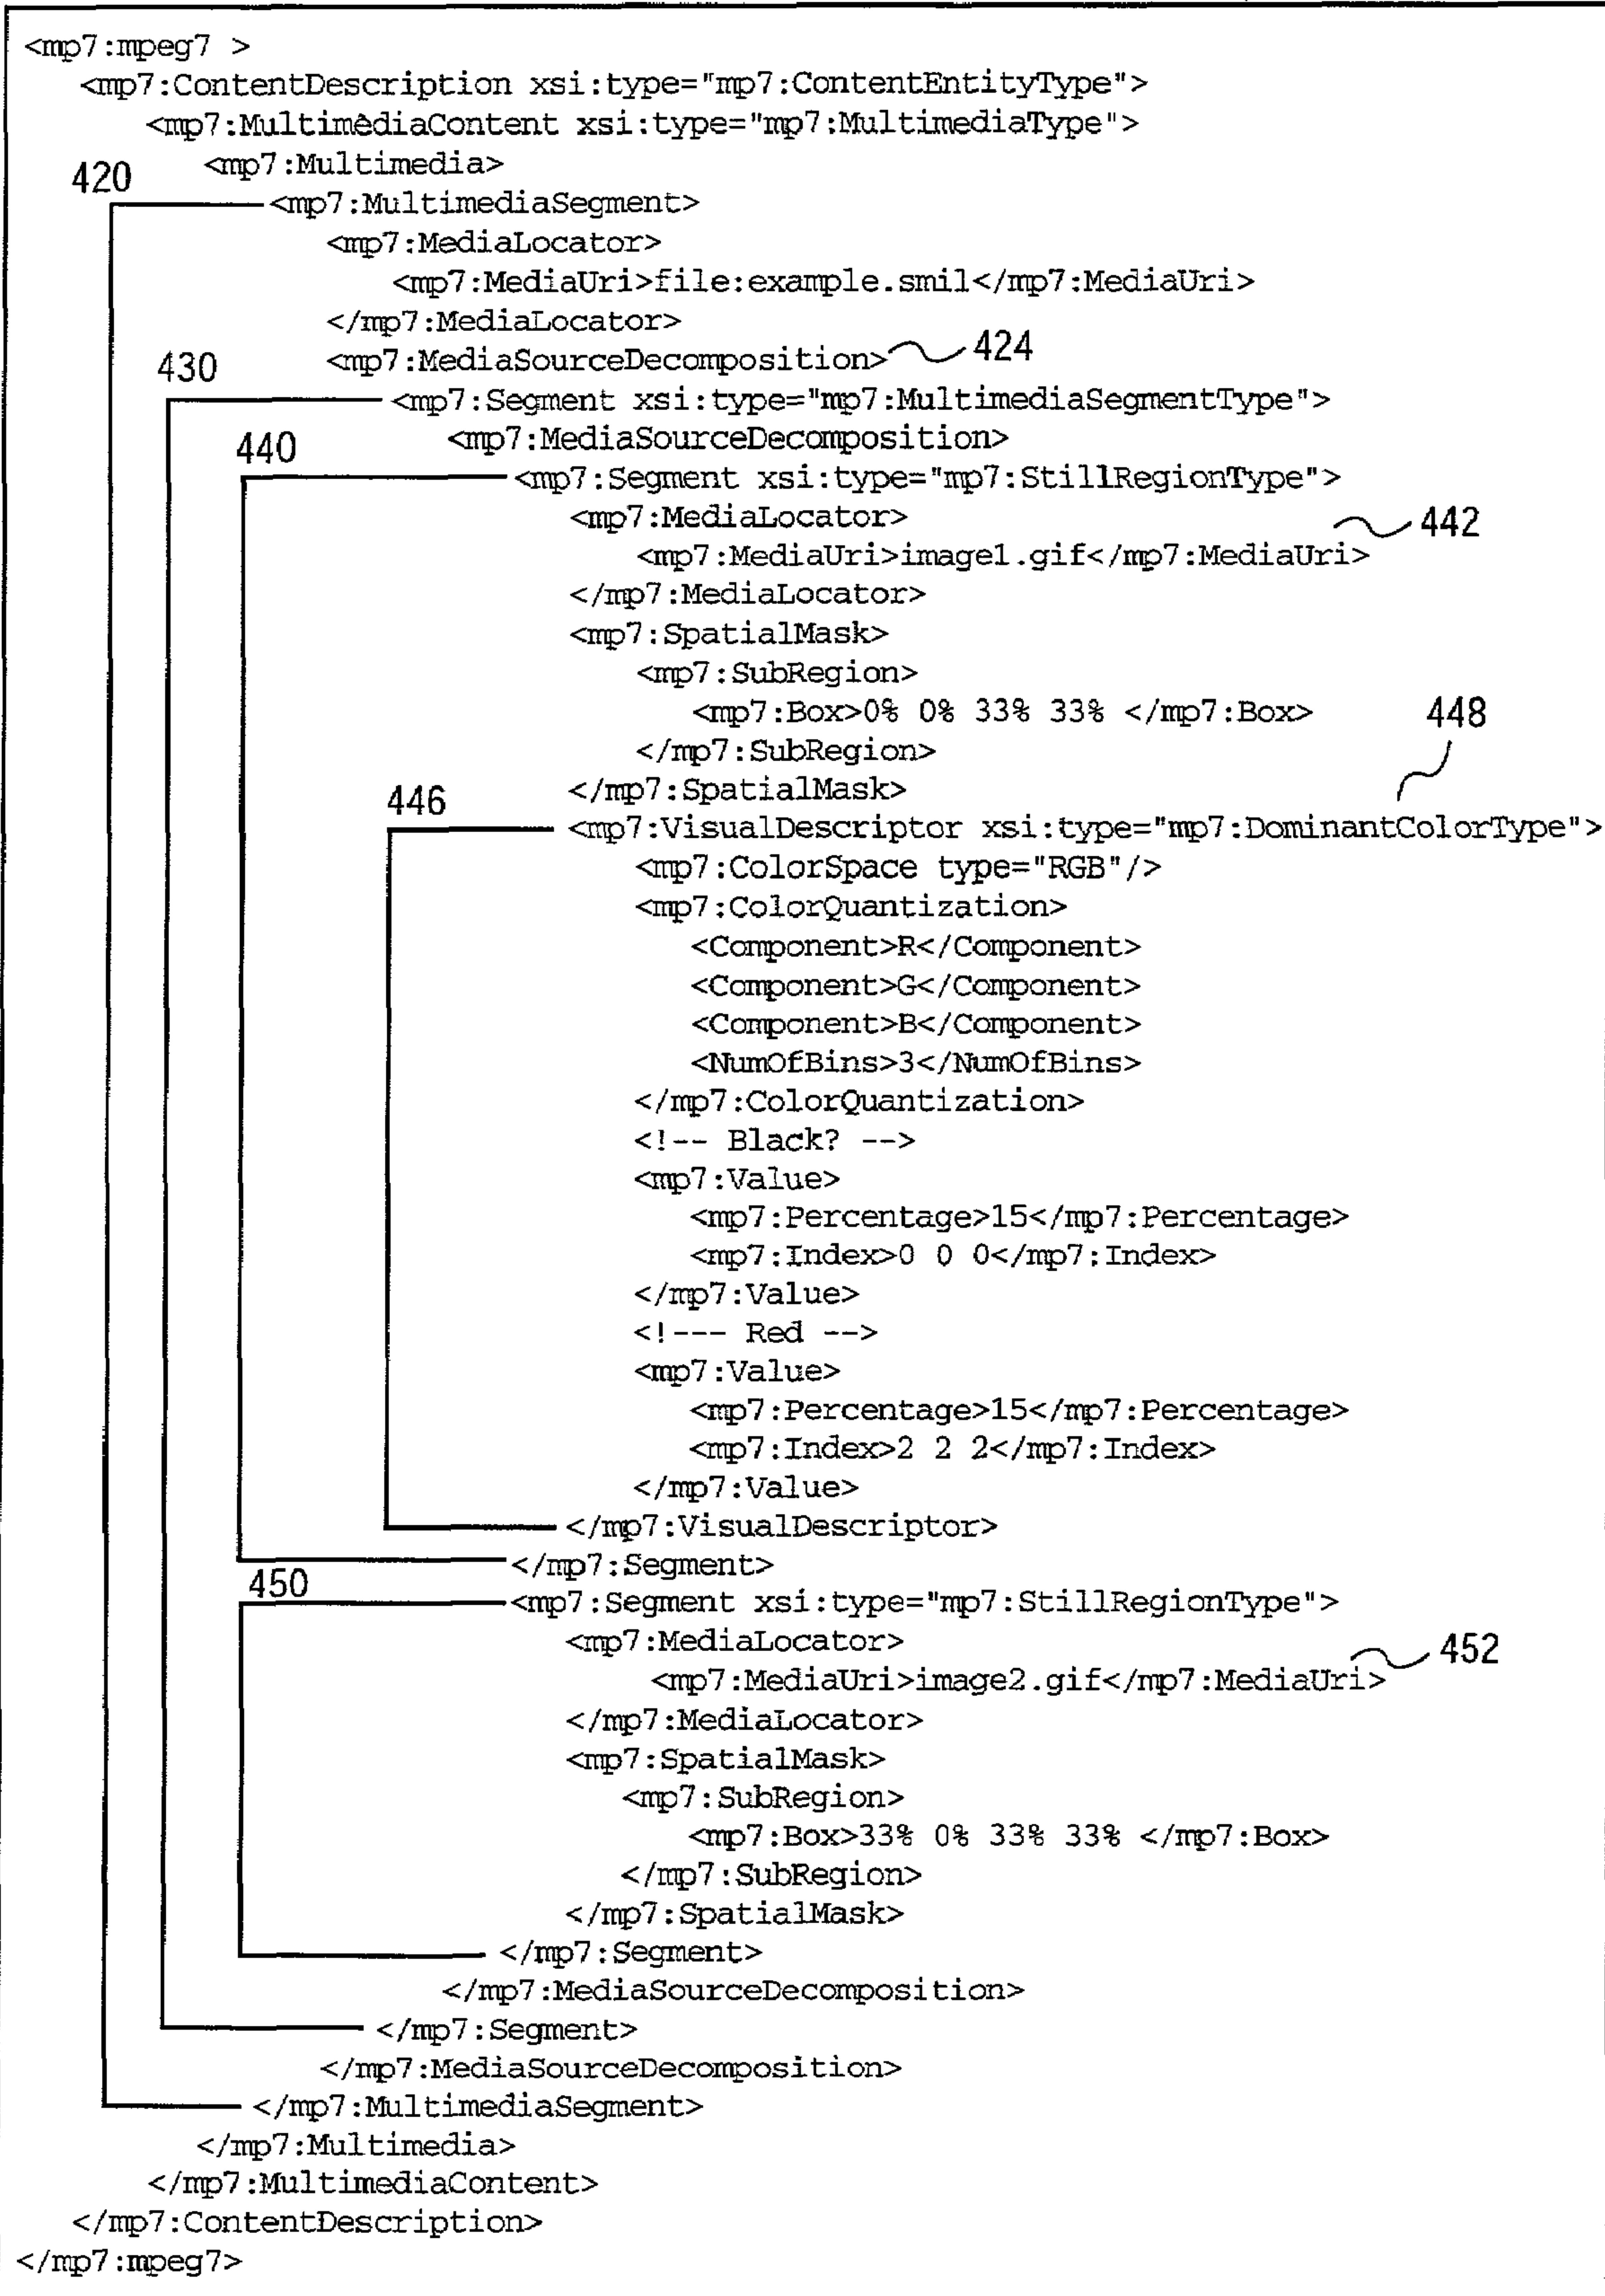 <mp7:mpeg7 >
<mp7:ContentDescription xsi:type="mp7:ContentEntityType">
<mp7:MultimediaContent xsi:type="mp7:MultimediaType">
<mp7:Multimedia>
420
<mp7:MultimediaSegment>
<mp7:MediaLocator>
<mp7:MediaUri>file:example.smil</mp7:MediaUri>
</mp7:MediaLocator>
<mp7:MediaSourceDecomposition> 424
430
<mp7:Segment xsi:type="mp7:MultimediaSegmentType">
<mp7:MediaSourceDecomposition>
440
<mp7:Segment xsi:type="mp7:StillRegionType">
<mp7:MediaLocator>
442
<mp7:MediaUri>image1.gif</mp7:MediaUri>
</mp7:MediaLocator>
<mp7:SpatialMask>
<mp7:SubRegion>
<mp7:Box>0% 0% 33% 33% </mp7:Box>
448
</mp7:SubRegion>
</mp7:SpatialMask>
446
<mp7:VisualDescriptor xsi:type="mp7:DominantColorType">
<mp7:ColorSpace type="RGB"/>
<mp7:ColorQuantization>
<Component>R</Component>
<Component>G</Component>
<Component>B</Component>
<NumOfBins>3</NumOfBins>
</mp7:ColorQuantization>
<!-- Black? -->
<mp7:Value>
<mp7:Percentage>15</mp7:Percentage>
<mp7:Index>0 0 0</mp7:Index>
</mp7:Value>
<!--- Red -->
<mp7:Value>
<mp7:Percentage>15</mp7:Percentage>
<mp7:Index>2 2 2</mp7:Index>
</mp7:Value>
</mp7:VisualDescriptor>
</mp7:Segment>
450
<mp7:Segment xsi:type="mp7:StillRegionType">
<mp7:MediaLocator>
452
<mp7:MediaUri>image2.gif</mp7:MediaUri>
</mp7:MediaLocator>
<mp7:SpatialMask>
<mp7:SubRegion>
<mp7:Box>33% 0% 33% 33% </mp7:Box>
</mp7:SubRegion>
</mp7:SpatialMask>
</mp7:Segment>
</mp7:MediaSourceDecomposition>
</mp7:Segment>
</mp7:MediaSourceDecomposition>
</mp7:MultimediaSegment>
</mp7:Multimedia>
</mp7:MultimediaContent>
</mp7:ContentDescription>
</mp7:mpeg7>